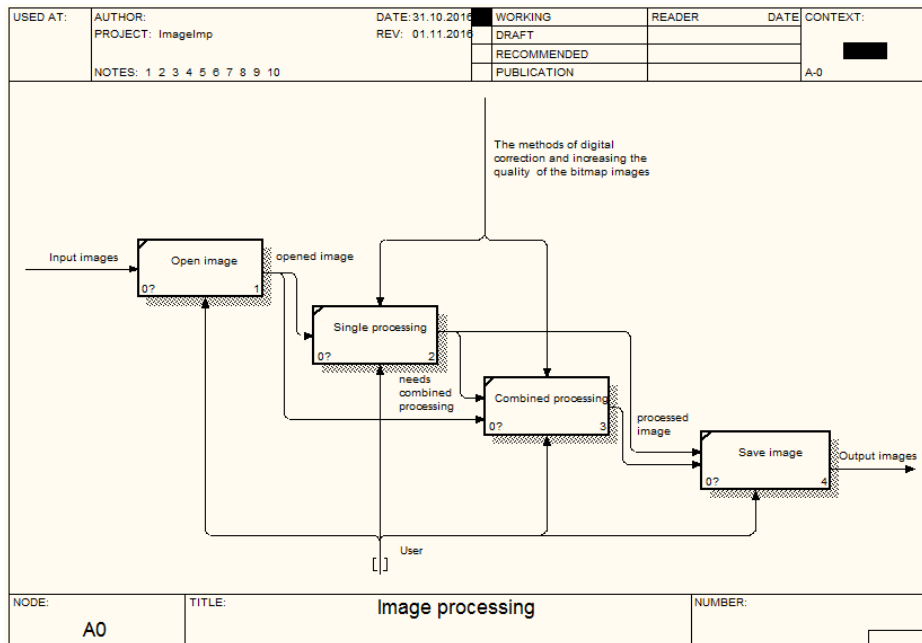 USED AT:
AUTHOR:
DATE: 31.10.2016
WORKING
READER
DATE
CONTEXT:
PROJECT: ImageImp
REV: 01.11.2016
DRAFT
RECOMMENDED
NOTES: 1 2 3 4 5 6 7 8 9 10
PUBLICATION
A-0
The methods of digital
correction and increasing the
quality of the bitmap images
Input images
Open image
0?
1
opened image
Single processing
0?
2
needs
combined
processing
Combined processing
0?
3
processed
image
Save image
0?
4
Output images
User
NODE:
A0
TITLE:
Image processing
NUMBER: